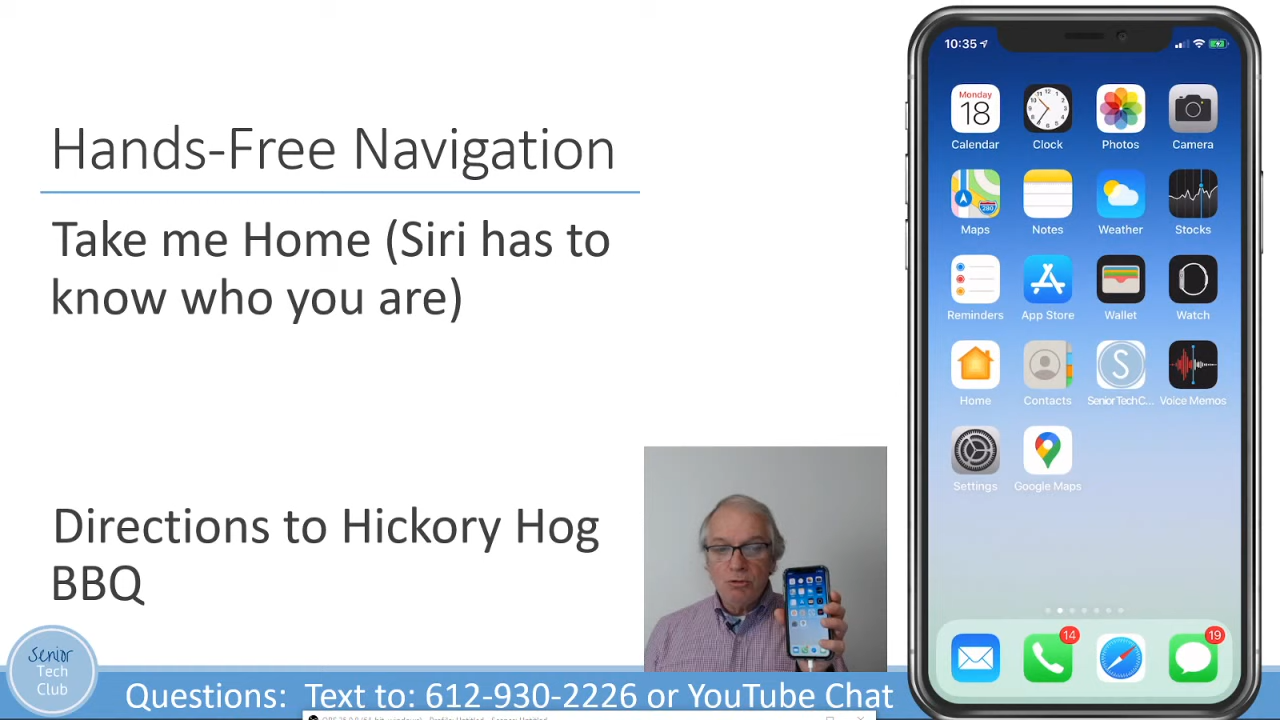 Hands-Free Navigation
Take me Home (Siri has to
know who you are)
Directions to Hickory Hog
BBQ
Senior
Tech
Club
Questions: Text to: 612-930-2226 or YouTube Chat
10:35
Monday
18
Calendar
Clock
Photos
Camera
280
Maps
Notes
Weather
Stocks
Reminders
App Store
Wallet
Watch
Home
Contacts
S
SeniorTechC...
Voice Memos
Settings
Google Maps
14
19